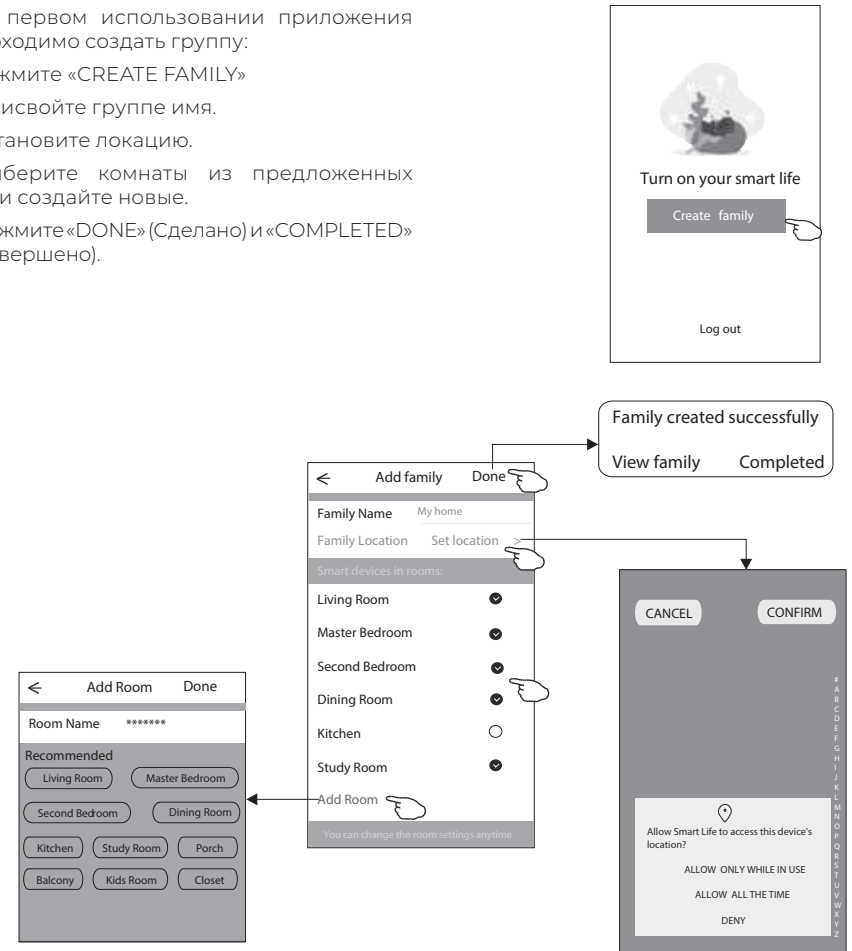 первом использовании приложения
бходимо создать группу:
жмите «CREATE FAMILY»
исвойте группе имя.
тановите локацию.
берите комнаты из предложенных
и создайте новые.
жмите «DONE» (Сделано) и «COMPLETED»
вершено).
Turn on your smart life
Create family
Log out
Family created successfully
View family Completed
Add family Done
Family Name My home
Family Location Set location >
Smart devices in rooms:
Living Room
Master Bedroom
Second Bedroom
Dining Room
Kitchen
Study Room
Add Room
You can change the room settings anytime
Add Room Done
Room Name *******
Recommended
Living Room Master Bedroom
Second Bedroom Dining Room
Kitchen Study Room Porch
Balcony Kids Room Closet
CANCEL CONFIRM
#
A
B
C
D
E
F
G
H
I
J
K
L
M
N
O
P
Q
R
S
T
U
V
W
X
Y
Z
Allow Smart Life to access this device's
location?
ALLOW ONLY WHILE IN USE
ALLOW ALL THE TIME
DENY